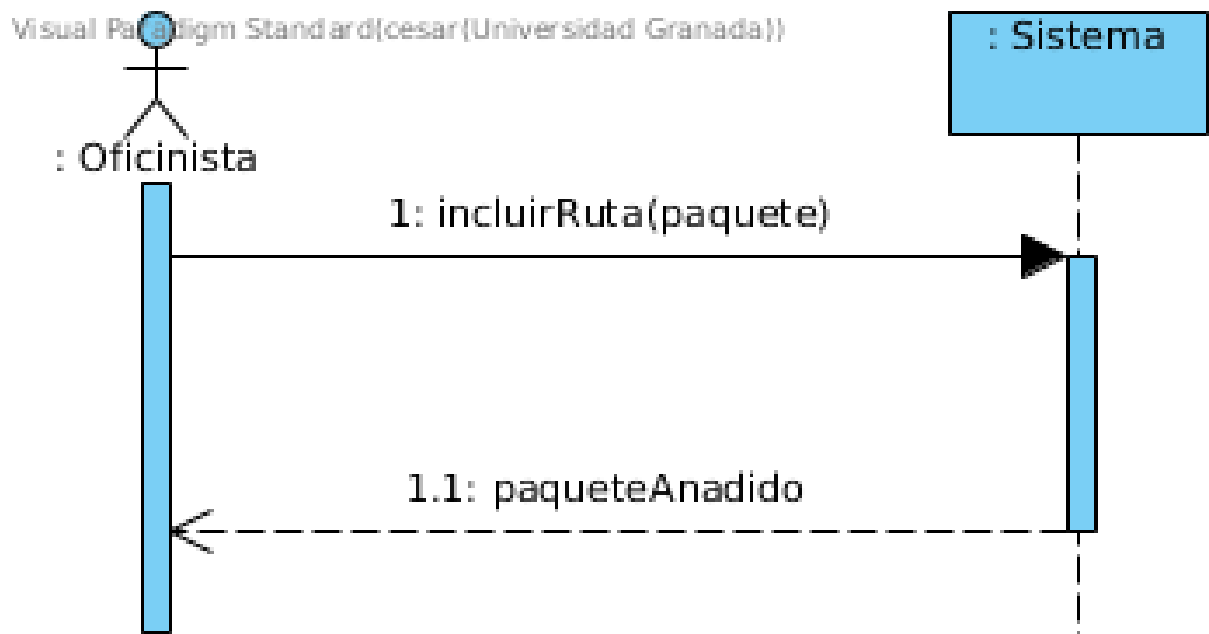 Visual Paradigm Standard(cesar(Universidad Granada))
: Sistema
: Oficinista
1: incluirRuta(paquete)
1.1: paqueteAnadido